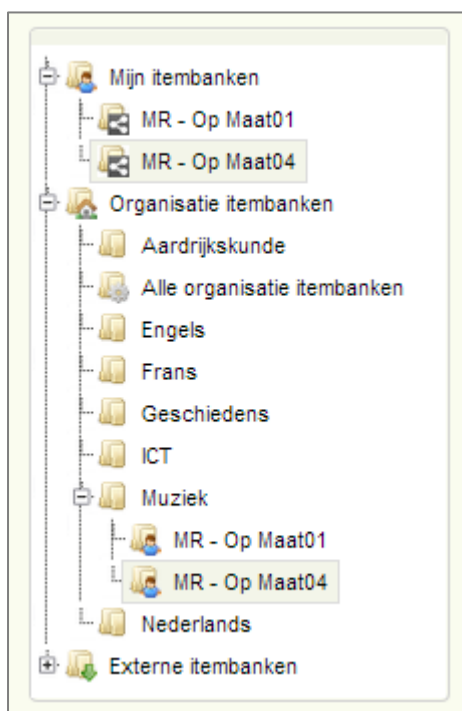 Mijn itembanken
MR - Op Maat01
MR - Op Maat04
Organisatie itembanken
Aardrijkskunde
Alle organisatie itembanken
Engels
Frans
Geschiedens
ICT
Muziek
MR - Op Maat01
MR - Op Maat04
Nederlands
Externe itembanken